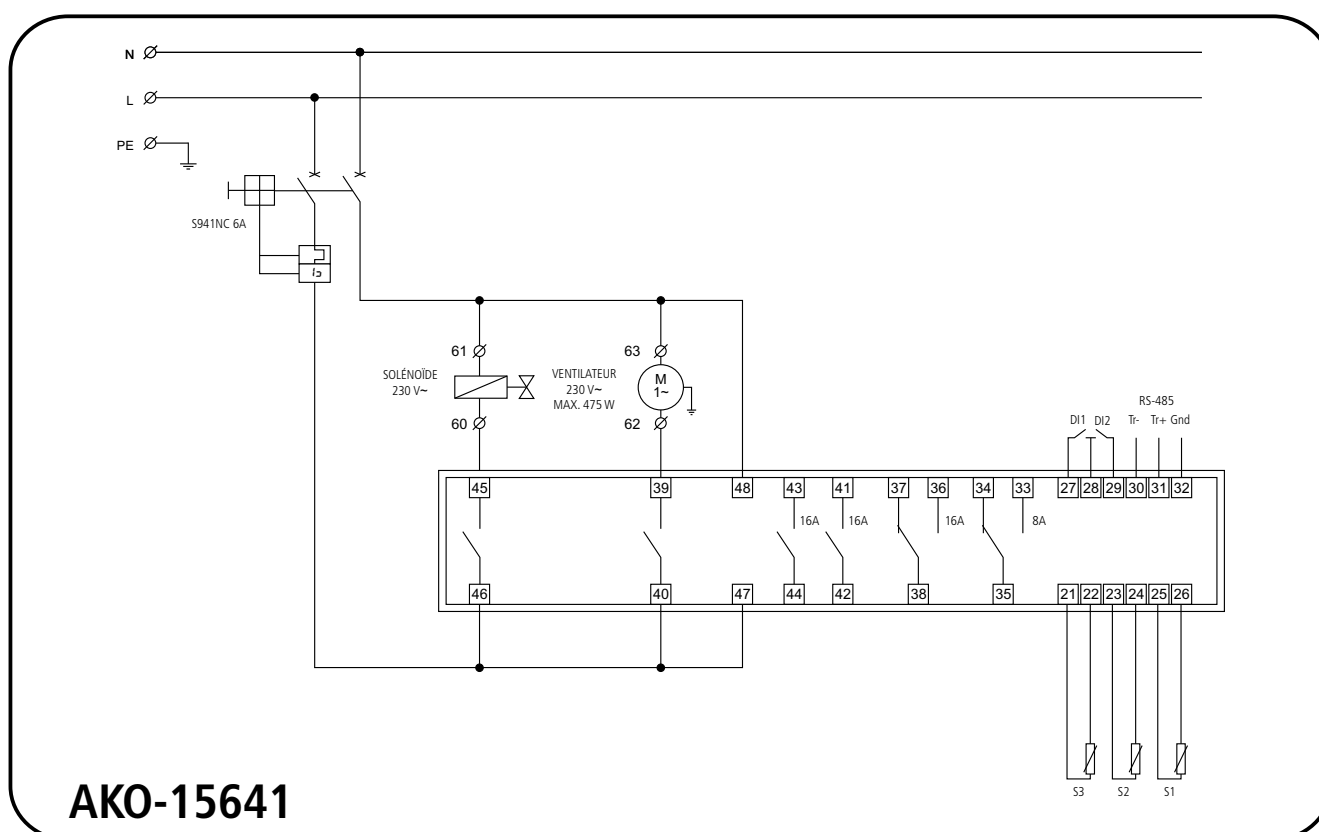 N
L
PE
S941NC 6A
I>
61
63
SOLÉNOÏDE
230 V~
VENTILATEUR
230 V~
MAX. 475 W
M
1~
60
62
RS-485
DI1 DI2 Tr- Tr+ Gnd
45 39 48 43 41 37 36 34 33 27 28 29 30 31 32
16A 16A 16A 8A
46 40 47 44 42 38 35 21 22 23 24 25 26
S3 S2 S1
AKO-15641